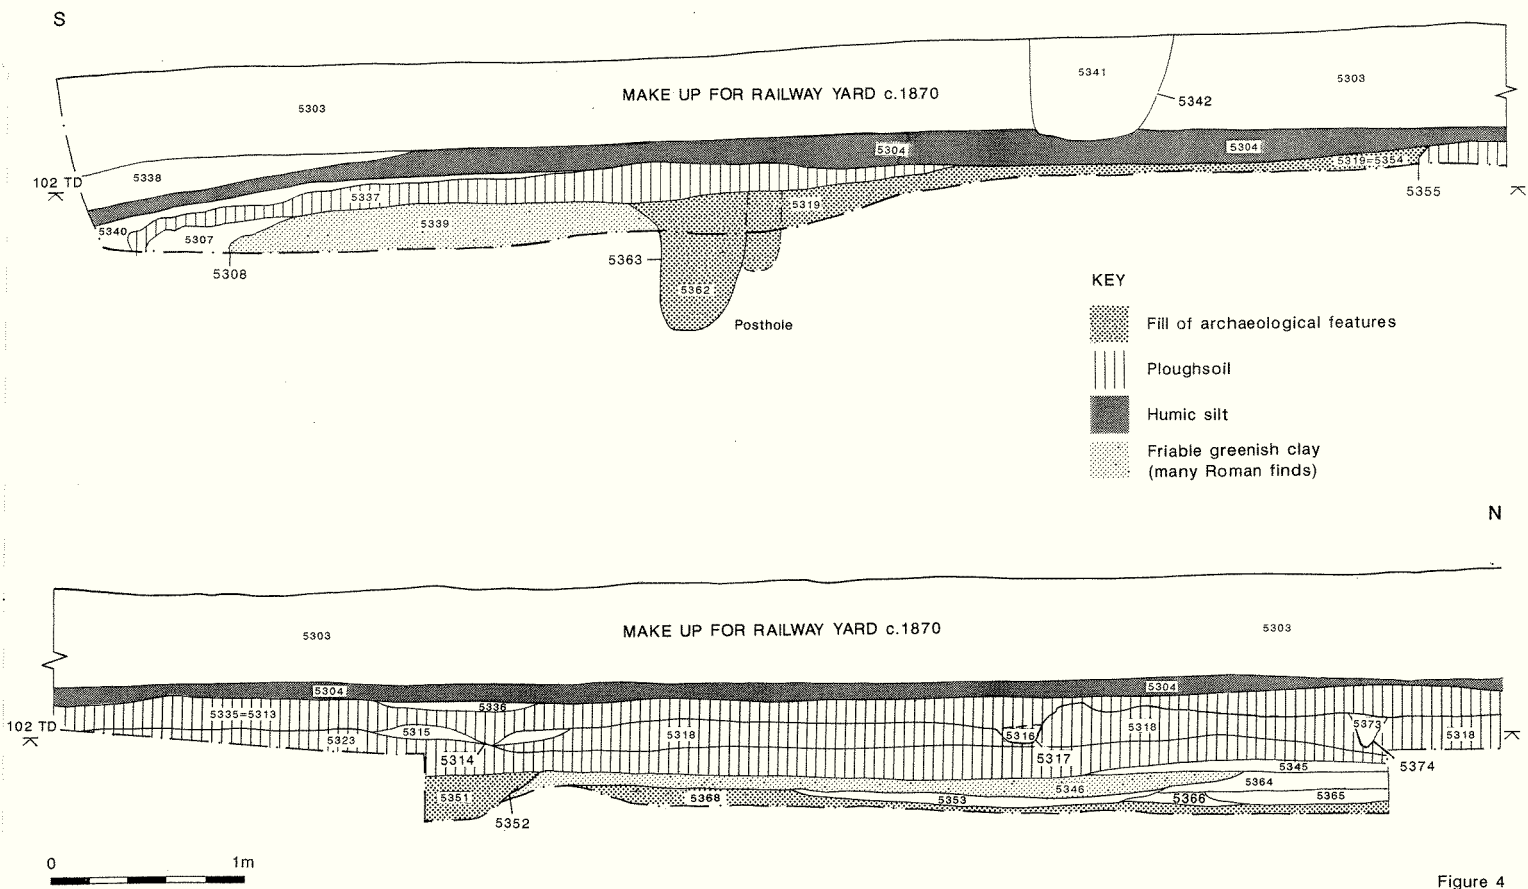 S
5341
5303
5303
MAKE UP FOR RAILWAY YARD c.1870
5342
5304
5304
5319=5354
5338
102 TD
5355
5337
5319
5339
5340
5307
5308
5363
5362
Posthole
KEY
Fill of archaeological features
Ploughsoil
Humic silt
Friable greenish clay
(many Roman finds)
N
5303
MAKE UP FOR RAILWAY YARD c.1870
5303
5304
5304
5336
5335=5313
102 TD
5323
5315
5314
5318
5316
5317
5318
5373
5318
5374
5345
5364
5346
5351
5368
5353
5366
5365
5352
0 1m
Figure 4